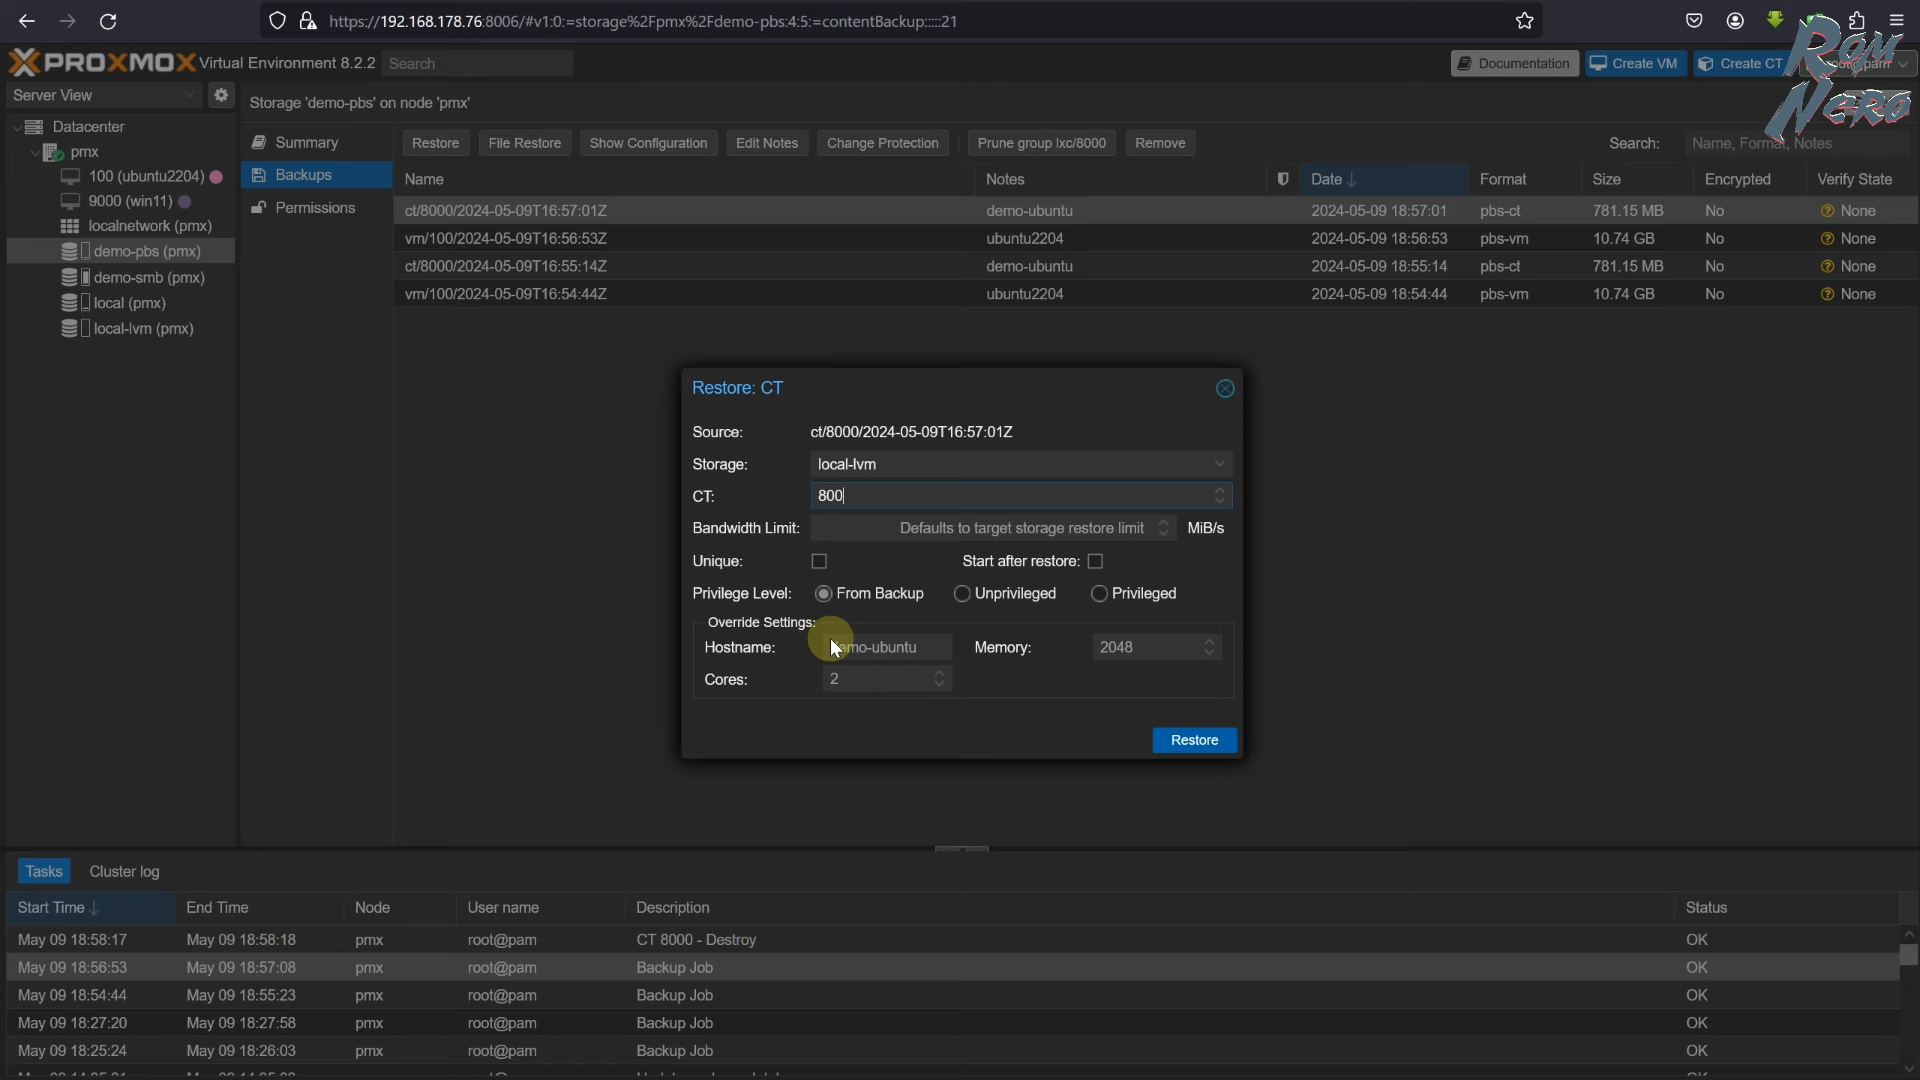 https://192.168.178.76:8006/#v1:0:=storage%2Fpmx%2Fdemo-pbs:4:5:=contentBackup:::::21
PROXMOX Virtual Environment 8.2.2 Search Documentation Create VM Create CT
Rom Nero
Server View
Storage 'demo-pbs' on node 'pmx'
Datacenter
pmx
100 (ubuntu2204)
9000 (win11)
localnetwork (pmx)
demo-pbs (pmx)
demo-smb (pmx)
local (pmx)
local-lvm (pmx)
Summary
Backups
Permissions
Restore File Restore Show Configuration Edit Notes Change Protection Prune group lxc/8000 Remove Search: Name, Format, Notes
Name Notes Date Format Size Encrypted Verify State
ct/8000/2024-05-09T16:57:01Z demo-ubuntu 2024-05-09 18:57:01 pbs-ct 781.15 MB No None
vm/100/2024-05-09T16:56:53Z ubuntu2204 2024-05-09 18:56:53 pbs-vm 10.74 GB No None
ct/8000/2024-05-09T16:55:14Z demo-ubuntu 2024-05-09 18:55:14 pbs-ct 781.15 MB No None
vm/100/2024-05-09T16:54:44Z ubuntu2204 2024-05-09 18:54:44 pbs-vm 10.74 GB No None
Restore: CT
Source: ct/8000/2024-05-09T16:57:01Z
Storage: local-lvm
CT: 800
Bandwidth Limit: Defaults to target storage restore limit MiB/s
Unique: Start after restore:
Privilege Level: From Backup Unprivileged Privileged
Override Settings:
Hostname: demo-ubuntu Memory: 2048
Cores: 2
Restore
Tasks Cluster log
Start Time End Time Node User name Description Status
May 09 18:58:17 May 09 18:58:18 pmx root@pam CT 8000 - Destroy OK
May 09 18:56:53 May 09 18:57:08 pmx root@pam Backup Job OK
May 09 18:54:44 May 09 18:55:23 pmx root@pam Backup Job OK
May 09 18:27:20 May 09 18:27:58 pmx root@pam Backup Job OK
May 09 18:25:24 May 09 18:26:03 pmx root@pam Backup Job OK